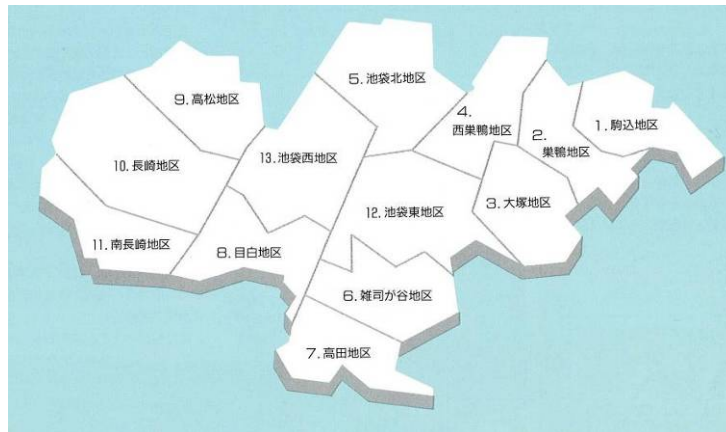 5.池袋北地区
9.高松地区
4.
西巣鴨地区
1.駒込地区
2.
巣鴨地区
10.長崎地区
13.池袋西地区
3.大塚地区
12.池袋東地区
11.南長崎地区
8.目白地区
6.雑司が谷地区
7.高田地区